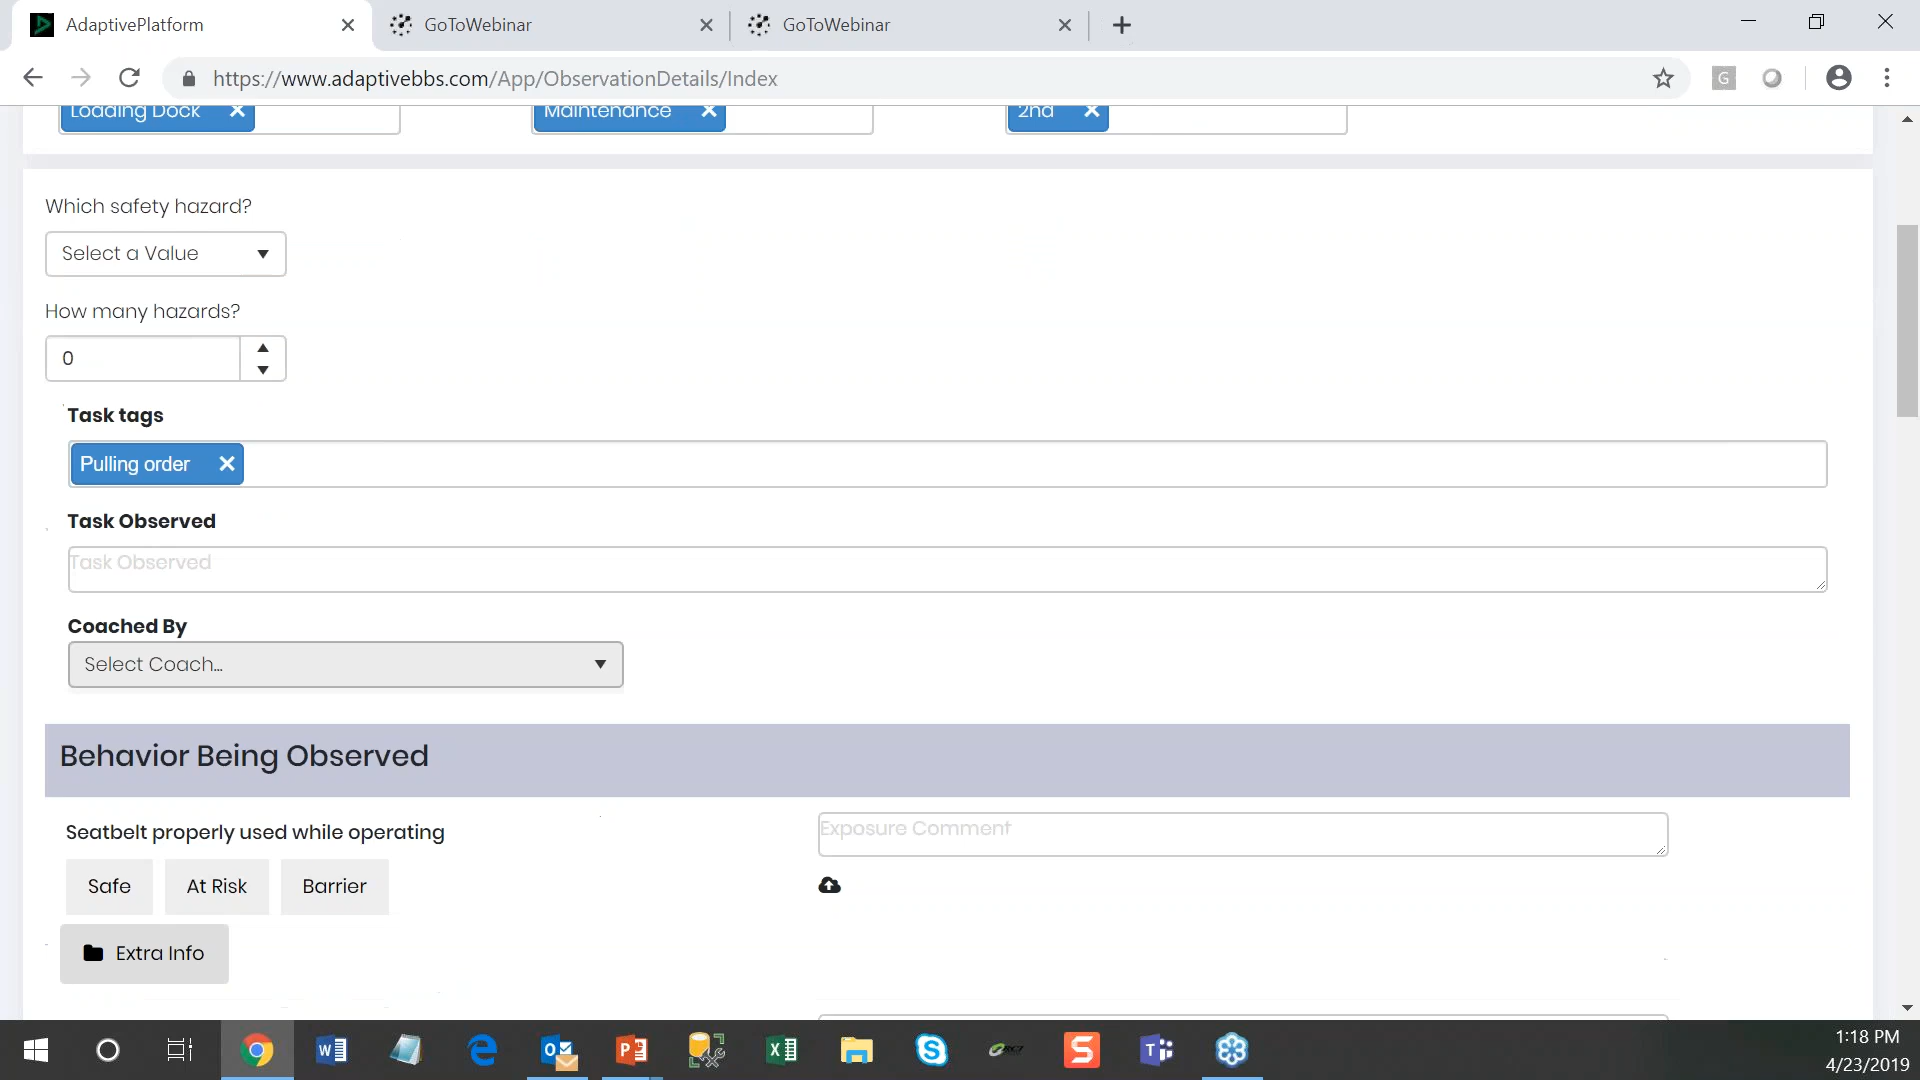 AdaptivePlatform
GoToWebinar
GoToWebinar
https://www.adaptivebbs.com/App/ObservationDetails/Index
G
Loading Dock
Maintenance
2nd
Which safety hazard?
Select a Value
How many hazards?
0
Task tags
Pulling order
Task Observed
Task Observed
Coached By
Select Coach...
Behavior Being Observed
Seatbelt properly used while operating
Exposure Comment
Safe
At Risk
Barrier
Extra Info
1:18 PM
4/23/2019